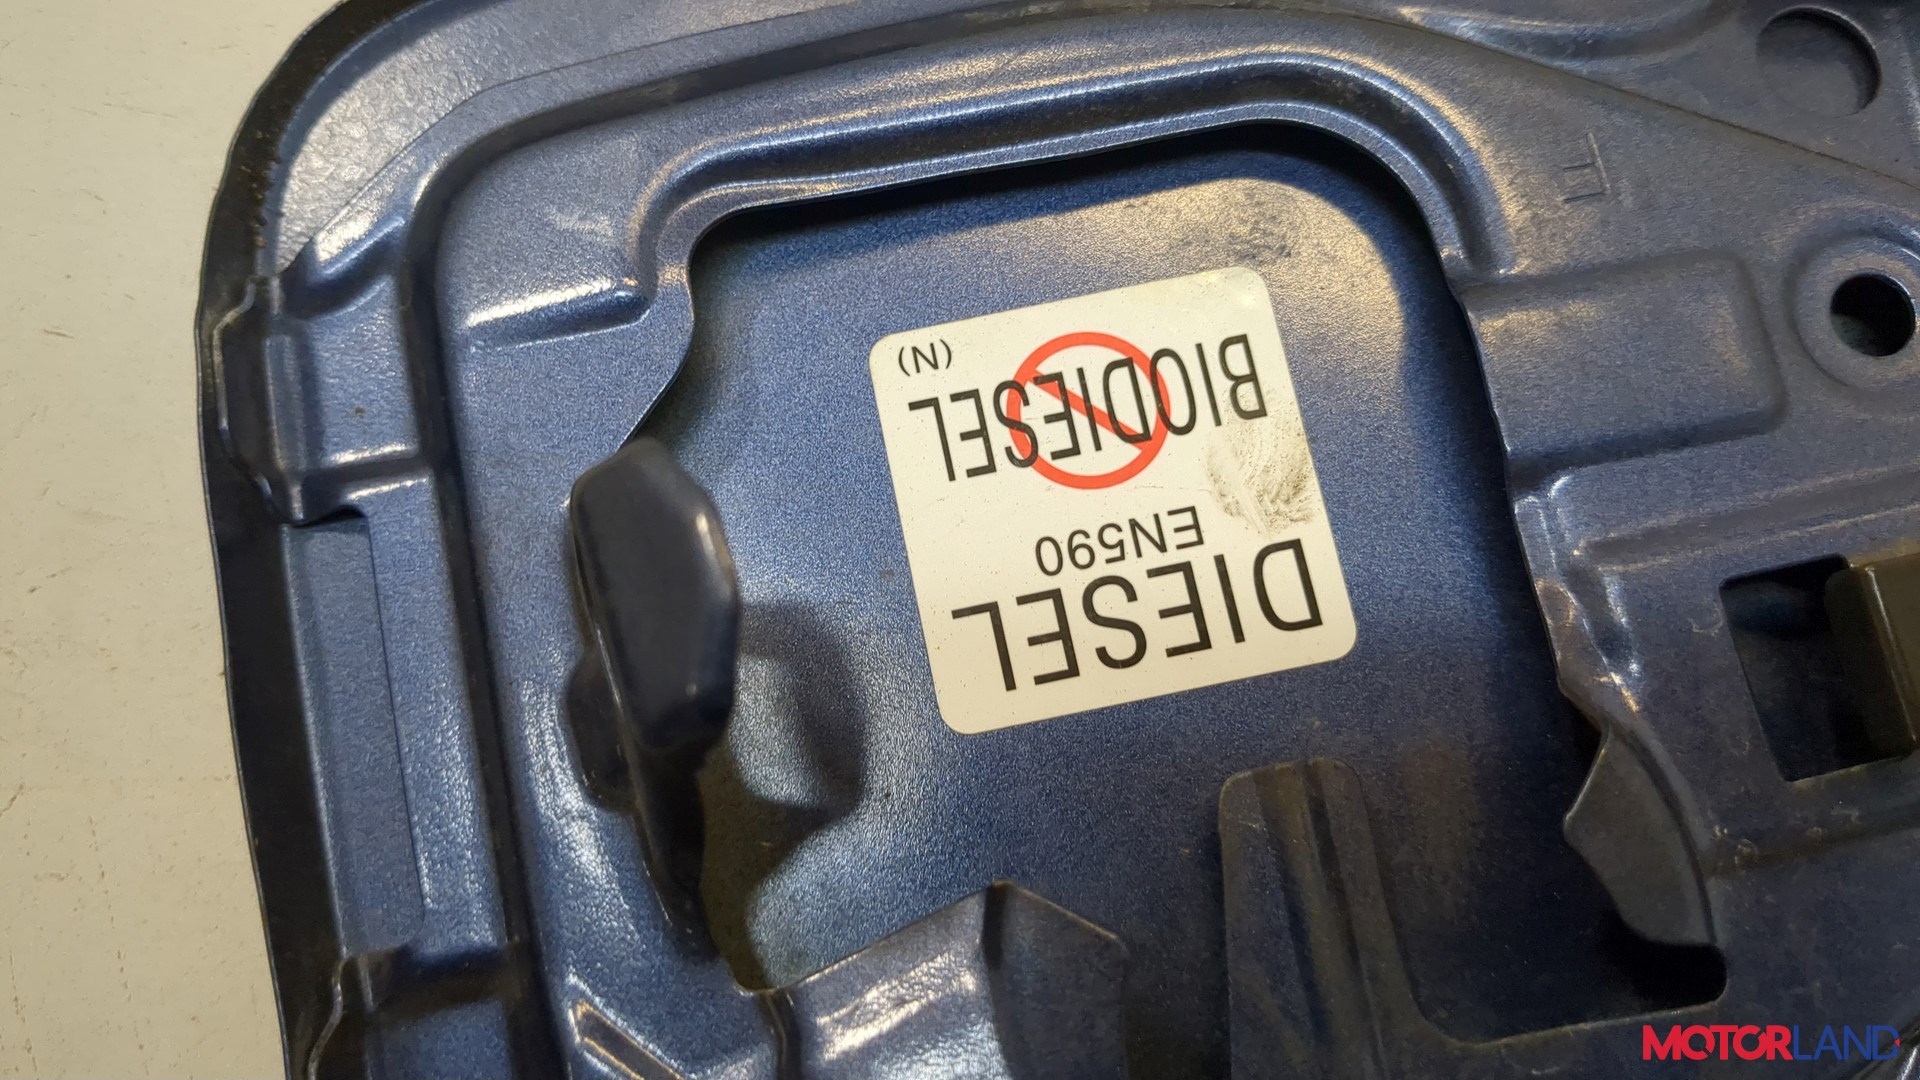 DIESEL
EN590
BIODIESEL
(N)
MOTORLAND